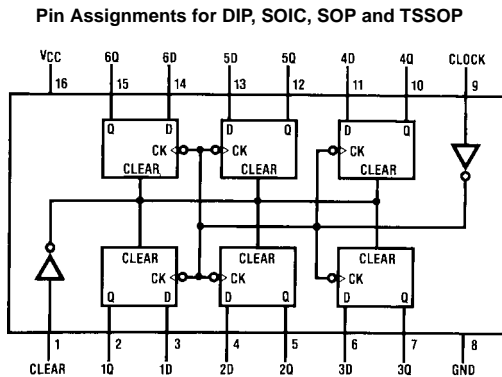 Pin Assignments for DIP, SOIC, SOP and TSSOP
VCC 6Q 6D 5D 5Q 4D 4Q CLOCK
16 15 14 13 12 11 10 9
Q D D Q D Q
CK CK CK
CLEAR CLEAR CLEAR
CLEAR CLEAR CLEAR
CK CK CK
Q D D Q D Q
1 2 3 4 5 6 7 8
CLEAR 1Q 1D 2D 2Q 3D 3Q GND